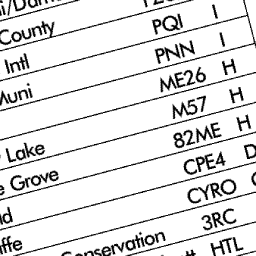 County
Intl PQI I
Muni PNN I
ME26 H
Lake M57 H
Grove 82ME H
CPE4
CYRO
Conservation 3RC
HTL